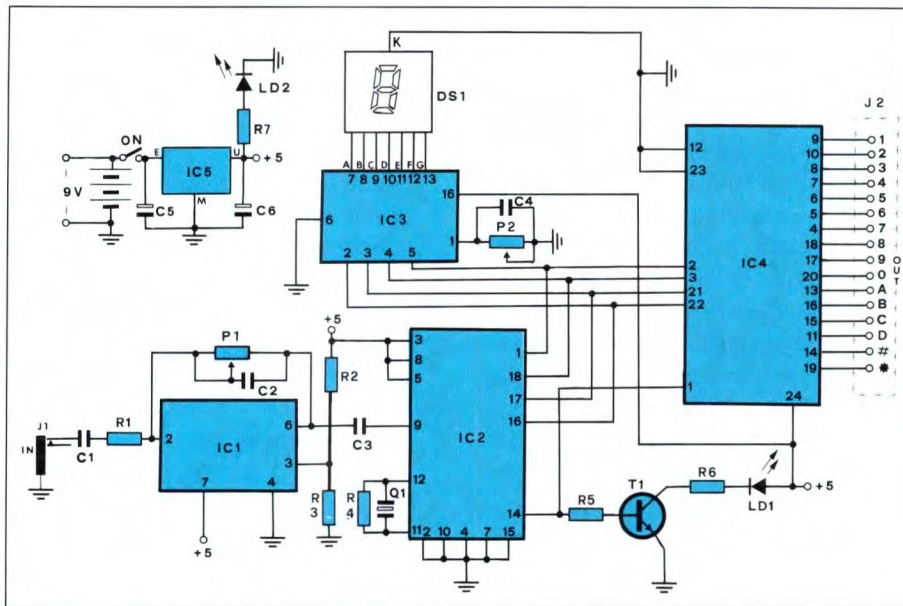 K
LD2
DS1
J2
R7
ON
E
U
+5
A B C D E F G
7 8 9 10 11 12 13
9
1
10
2
12
8
3
23
7
4
9V
IC5
16
C4
6
5
M
C5
C6
6
IC3
5
6
P2
4
7
1
18
8
2 3 4 5
2
IC4
17
9
3
20
0
21
13
A
22
16
B
OUT
15
C
+5
11
D
P1
3
14
#
R2
1
19
*
8
1
C2
5
18
24
17
J1
R1
2
6
9
16
IN
C1
IC1
C3
IC2
3
12
T1
R6
+5
7
4
R3
R4
Q1
14
R5
LD1
11
2 10 4 7 15
+5